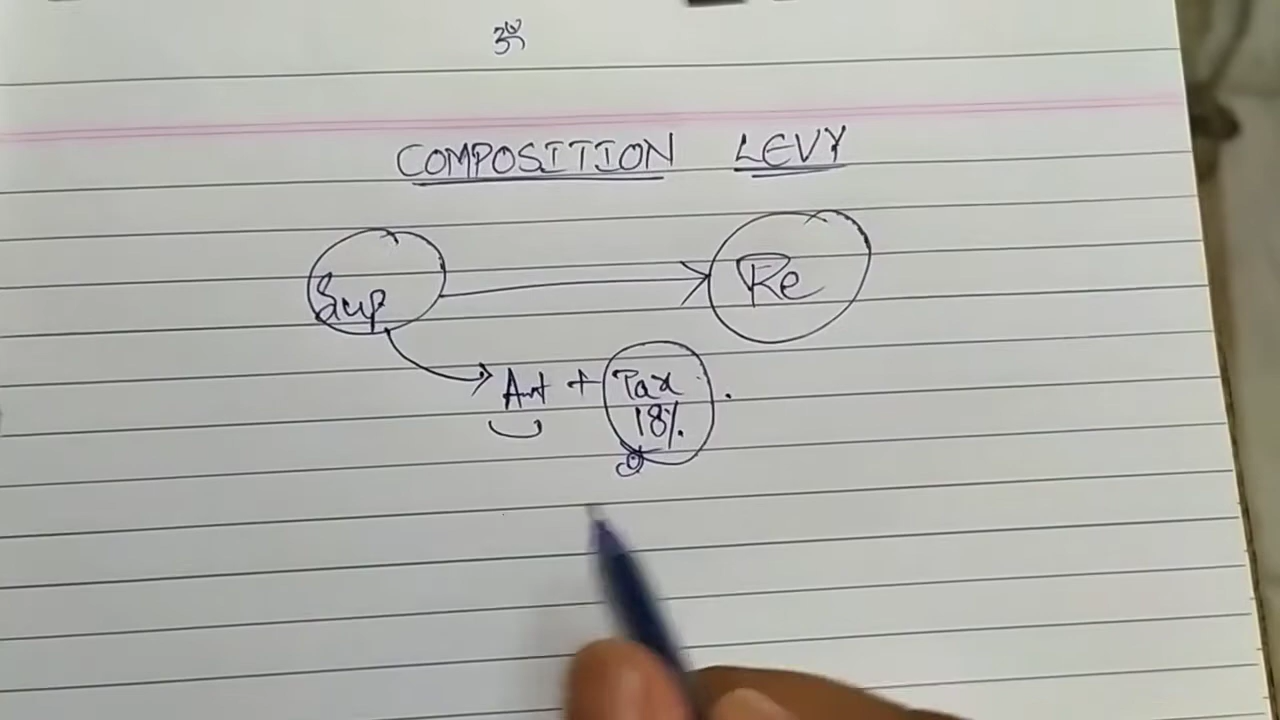 ॐ
COMPOSITION LEVY
Sup Re
Amt + Tax
18%.